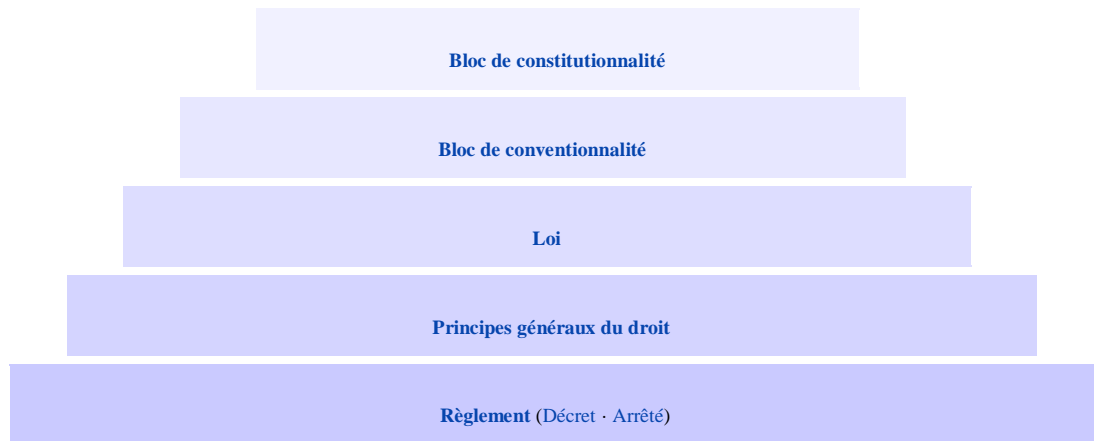 Bloc de constitutionnalité
Bloc de conventionnalité
Loi
Principes généraux du droit
Règlement (Décret · Arrêté)